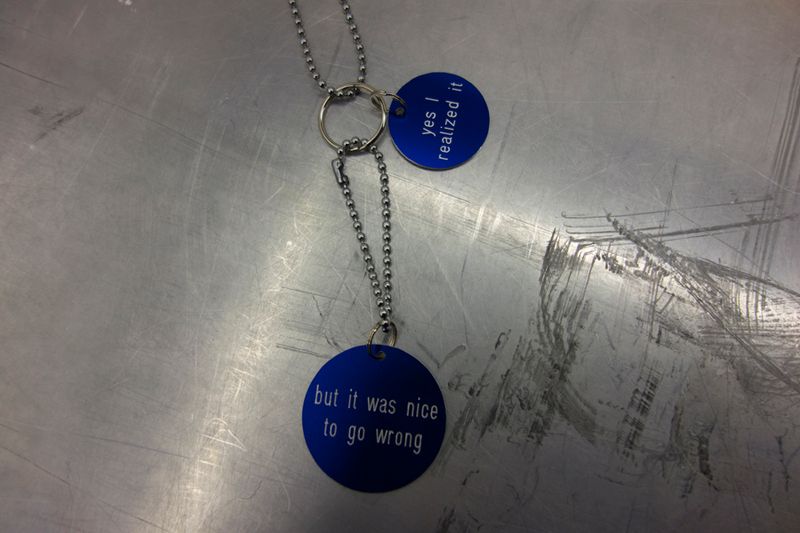 yes I
realized it
but it was nice
to go wrong